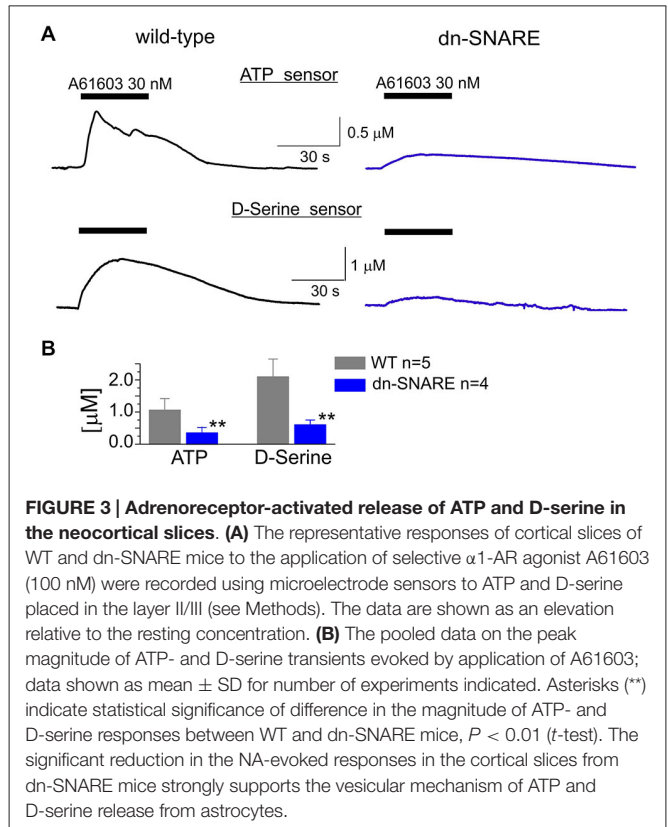 A
wild-type
dn-SNARE
ATP sensor
A61603 30 nM
A61603 30 nM
0.5 µM
30 s
D-Serine sensor
1 µM
30 s
B
[µM]
2.0
1.0
0.0
**
**
ATP
D-Serine
WT n=5
dn-SNARE n=4
FIGURE 3 | Adrenoreceptor-activated release of ATP and D-serine in
the neocortical slices. (A) The representative responses of cortical slices of
WT and dn-SNARE mice to the application of selective α1-AR agonist A61603
(100 nM) were recorded using microelectrode sensors to ATP and D-serine
placed in the layer II/III (see Methods). The data are shown as an elevation
relative to the resting concentration. (B) The pooled data on the peak
magnitude of ATP- and D-serine transients evoked by application of A61603;
data shown as mean ± SD for number of experiments indicated. Asterisks (**)
indicate statistical significance of difference in the magnitude of ATP- and
D-serine responses between WT and dn-SNARE mice, P < 0.01 (t-test). The
significant reduction in the NA-evoked responses in the cortical slices from
dn-SNARE mice strongly supports the vesicular mechanism of ATP and
D-serine release from astrocytes.